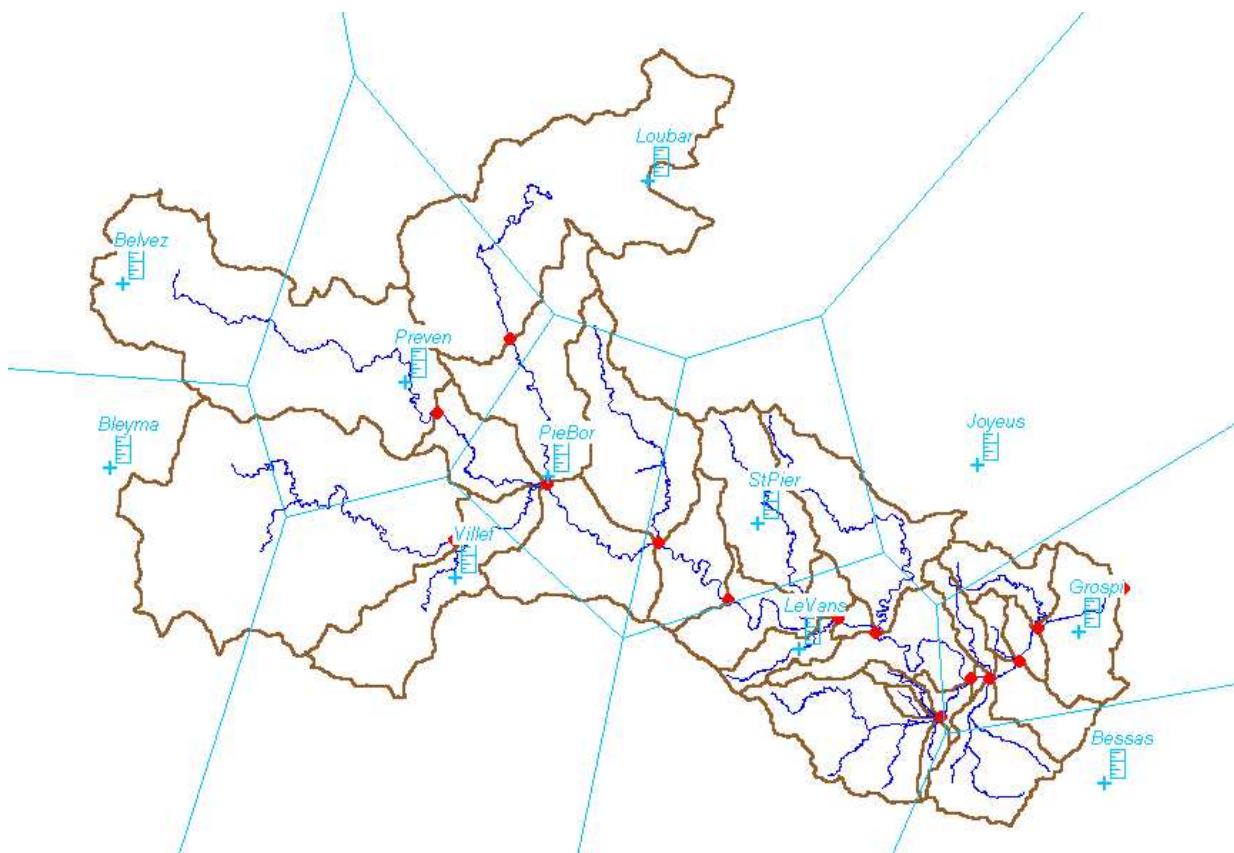 Loubar
Belvez
Preven
Bleyma
PieBor
Joyeus
StPier
Villef
Grospi
LeVans
Bessas